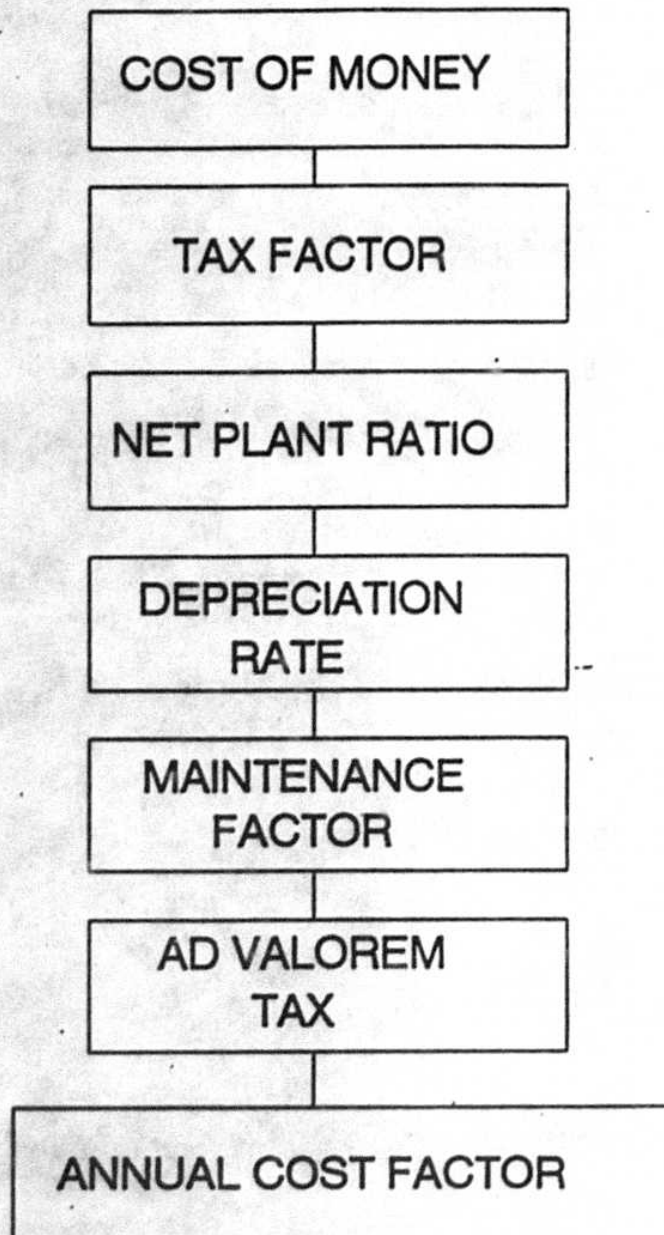 COST OF MONEY
TAX FACTOR
NET PLANT RATIO
DEPRECIATION
RATE
MAINTENANCE
FACTOR
AD VALOREM
TAX
ANNUAL COST FACTOR